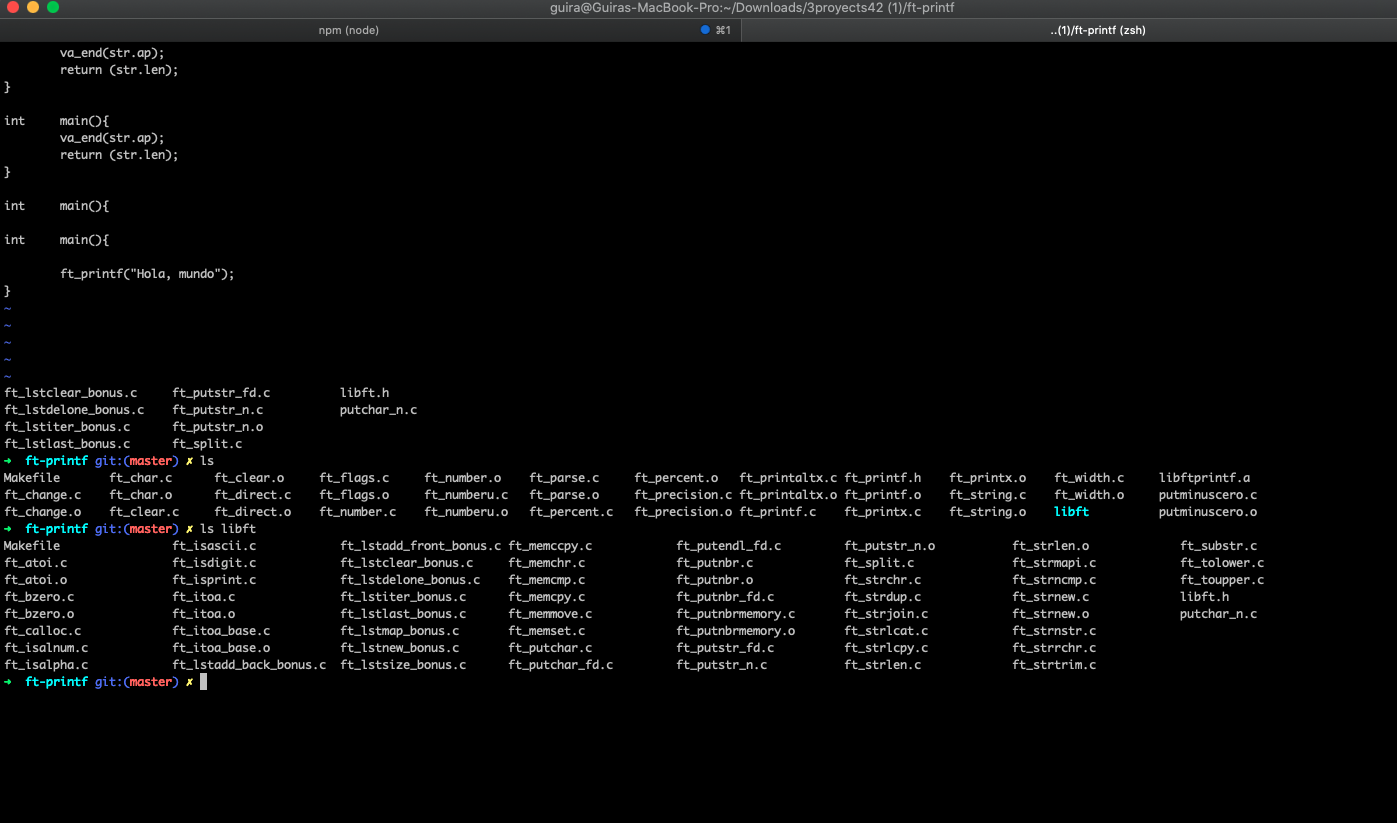 guira@Guiras-MacBook-Pro:~/Downloads/3proyects42 (1)/ft-printf
npm (node) ⌘1 ..(1)/ft-printf (zsh)
va_end(str.ap);
return (str.len);
}
int main(){
va_end(str.ap);
return (str.len);
}
int main(){
int main(){
ft_printf("Hola, mundo");
}
~
~
~
~
~
ft_lstclear_bonus.c ft_putstr_fd.c libft.h
ft_lstdelone_bonus.c ft_putstr_n.c putchar_n.c
ft_lstiter_bonus.c ft_putstr_n.o
ft_lstlast_bonus.c ft_split.c
→ ft-printf git:(master) ✗ ls
Makefile ft_char.c ft_clear.o ft_flags.c ft_number.o ft_parse.c ft_percent.o ft_printaltx.c ft_printf.h ft_printx.o ft_width.c libftprintf.a
ft_change.c ft_char.o ft_direct.c ft_flags.o ft_numberu.c ft_parse.o ft_precision.c ft_printaltx.o ft_printf.o ft_string.c ft_width.o putminuscero.c
ft_change.o ft_clear.c ft_direct.o ft_number.c ft_numberu.o ft_percent.c ft_precision.o ft_printf.c ft_printx.c ft_string.o libft putminuscero.o
→ ft-printf git:(master) ✗ ls libft
Makefile ft_isascii.c ft_lstadd_front_bonus.c ft_memccpy.c ft_putendl_fd.c ft_putstr_n.o ft_strlen.o ft_substr.c
ft_atoi.c ft_isdigit.c ft_lstclear_bonus.c ft_memchr.c ft_putnbr.c ft_split.c ft_strmapi.c ft_tolower.c
ft_atoi.o ft_isprint.c ft_lstdelone_bonus.c ft_memcmp.c ft_putnbr.o ft_strchr.c ft_strncmp.c ft_toupper.c
ft_bzero.c ft_itoa.c ft_lstiter_bonus.c ft_memcpy.c ft_putnbr_fd.c ft_strdup.c ft_strnew.c libft.h
ft_bzero.o ft_itoa.o ft_lstlast_bonus.c ft_memmove.c ft_putnbrmemory.c ft_strjoin.c ft_strnew.o putchar_n.c
ft_calloc.c ft_itoa_base.c ft_lstmap_bonus.c ft_memset.c ft_putnbrmemory.o ft_strlcat.c ft_strnstr.c
ft_isalnum.c ft_itoa_base.o ft_lstnew_bonus.c ft_putchar.c ft_putstr_fd.c ft_strlcpy.c ft_strrchr.c
ft_isalpha.c ft_lstadd_back_bonus.c ft_lstsize_bonus.c ft_putchar_fd.c ft_putstr_n.c ft_strlen.c ft_strtrim.c
→ ft-printf git:(master) ✗